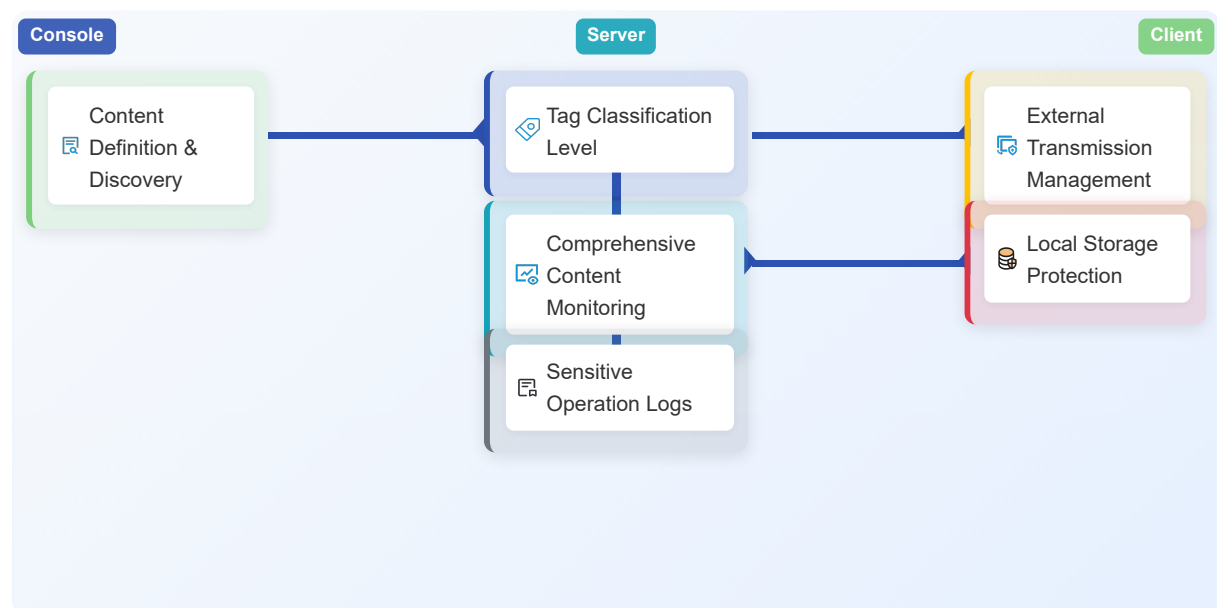 Console
Server
Client
Content
Definition &
Discovery
Tag Classification
Level
External
Transmission
Management
Comprehensive
Content
Monitoring
Local Storage
Protection
Sensitive
Operation Logs